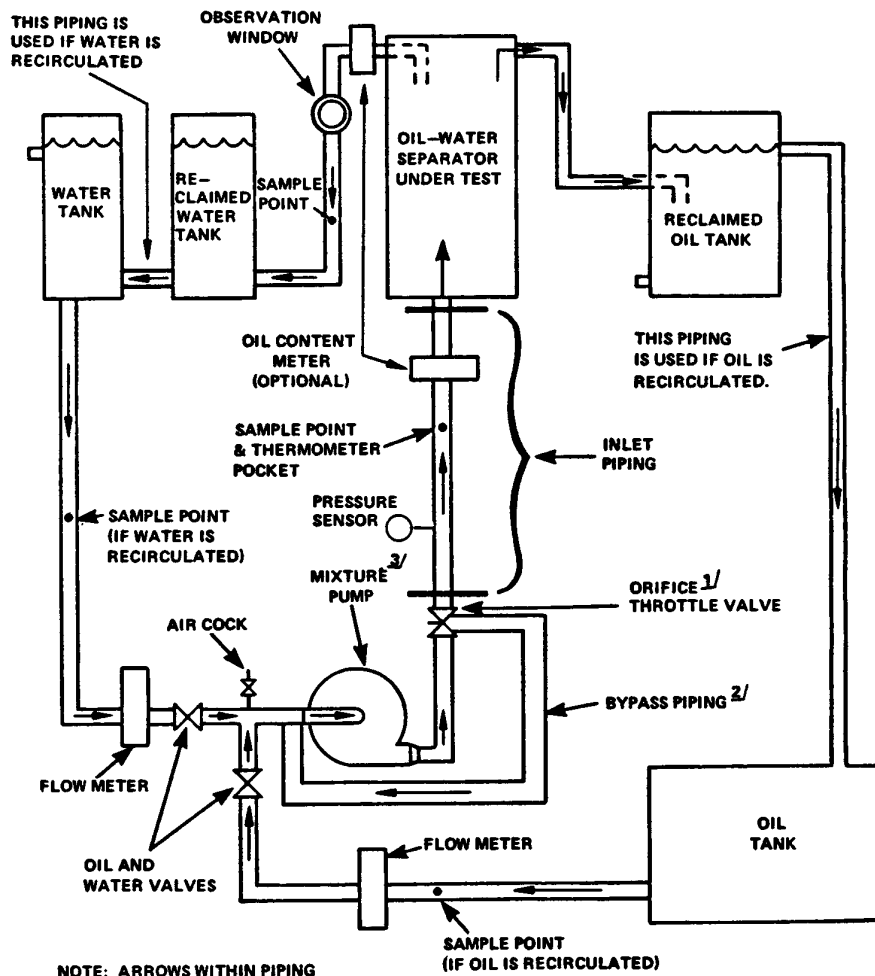 THIS PIPING IS
USED IF WATER IS
RECIRCULATED
OBSERVATION
WINDOW
WATER
TANK
RE-
CLAIMED
WATER
TANK
SAMPLE
POINT
OIL-WATER
SEPARATOR
UNDER TEST
RECLAIMED
OIL TANK
OIL CONTENT
METER
(OPTIONAL)
THIS PIPING
IS USED IF OIL IS
RECIRCULATED.
SAMPLE POINT
& THERMOMETER
POCKET
INLET
PIPING
PRESSURE
SENSOR
SAMPLE POINT
(IF WATER IS
RECIRCULATED)
MIXTURE 3/
PUMP
ORIFICE 1/
THROTTLE VALVE
AIR COCK
BYPASS PIPING 2/
FLOW METER
OIL AND
WATER VALVES
FLOW METER
OIL
TANK
SAMPLE POINT
(IF OIL IS RECIRCULATED)
NOTE: ARROWS WITHIN PIPING